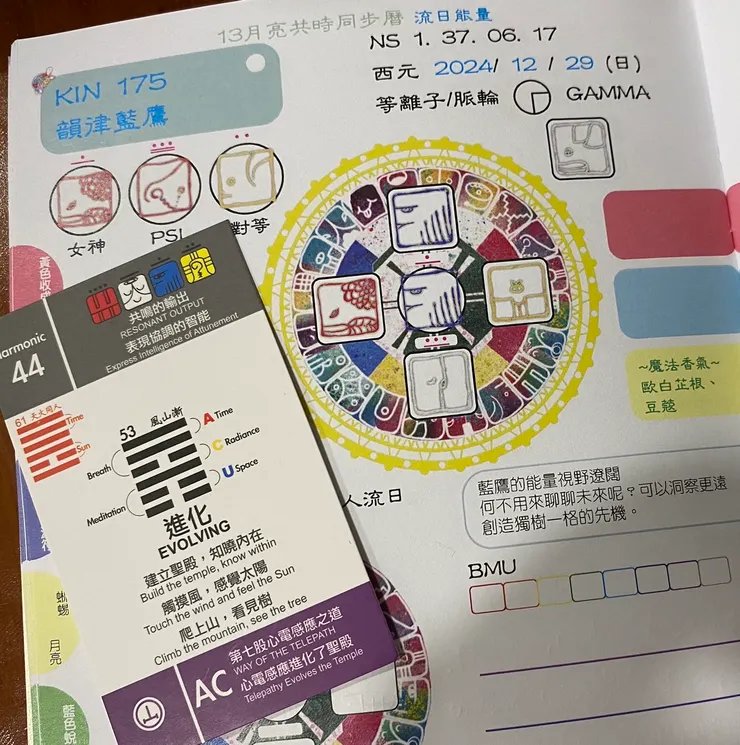 13月亮共時同步曆 流日能量
NS 1. 37. 06. 17
KIN 175
韻律藍鷹
西元 2024/ 12 / 29 (日)
等離子/脈輪 GAMMA
女神
PSI
對等
黃色
~魔法香氣~
歐白芷根、
豆蔻
人流日
藍鷹的能量視野遼闊
何不用來聊聊未來呢？可以洞察更遠
創造獨樹一格的先機。
BMU
蜥蜴
月亮
藍色
armonic
44
共鳴的輸出
RESONANT OUTPUT
表現協調的智能
Express Intelligence of Attunement
61 天火同人
Time
Sun
53 風山漸
A Time
Breath
C Radiance
U Space
Meditation
進化
EVOLVING
建立聖殿，知曉內在
Build the temple, know within
觸摸風，感覺太陽
Touch the wind and feel the Sun
爬上山，看見樹
Climb the mountain, see the tree
AC
第七股心電感應之道
WAY OF THE TELEPATH
心電感應進化了聖殿
Telepathy Evolves the Temple